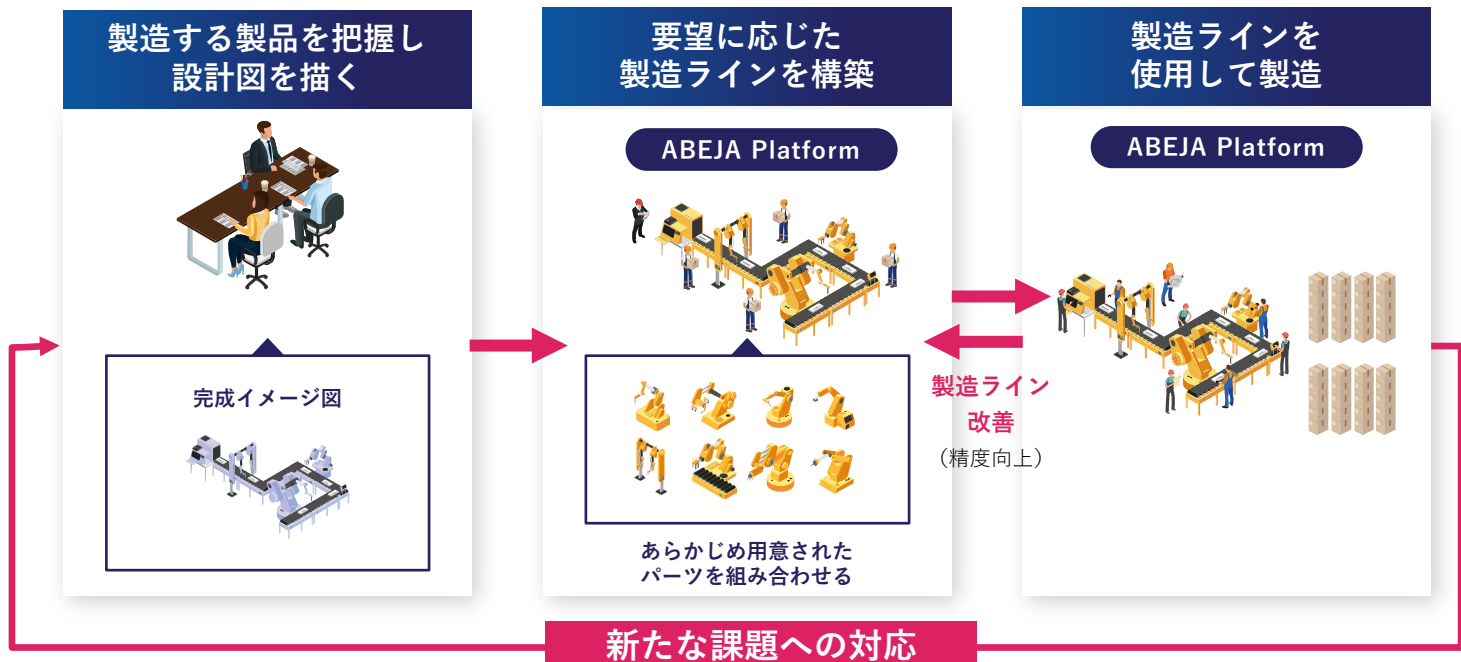 製造する製品を把握し
設計図を描く
完成イメージ図
要望に応じた
製造ラインを構築
ABEJA Platform
あらかじめ用意された
パーツを組み合わせる
製造ライン
改善
（精度向上）
製造ラインを
使用して製造
ABEJA Platform
新たな課題への対応